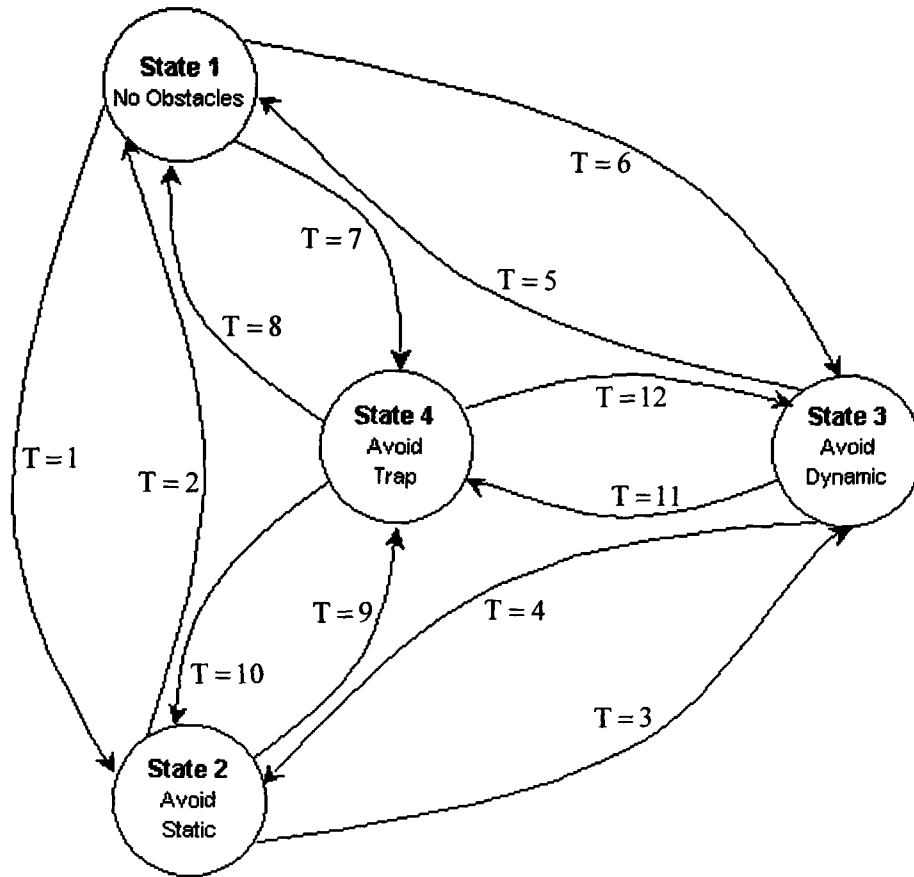 State 1
No Obstacles
T = 6
T = 7
T = 5
T = 8
T = 12
State 4
Avoid
Trap
State 3
Avoid
Dynamic
T = 1
T = 2
T = 11
T = 9
T = 4
T = 10
T = 3
State 2
Avoid
Static